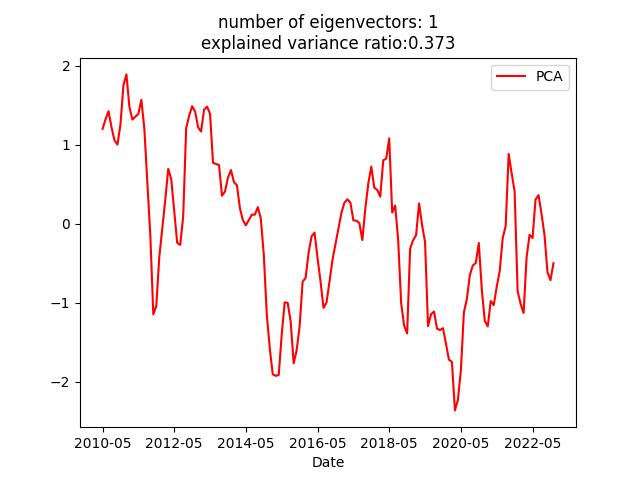 number of eigenvectors: 1
explained variance ratio:0.373
PCA
2
1
0
−1
−2
2010-05 2012-05 2014-05 2016-05 2018-05 2020-05 2022-05
Date